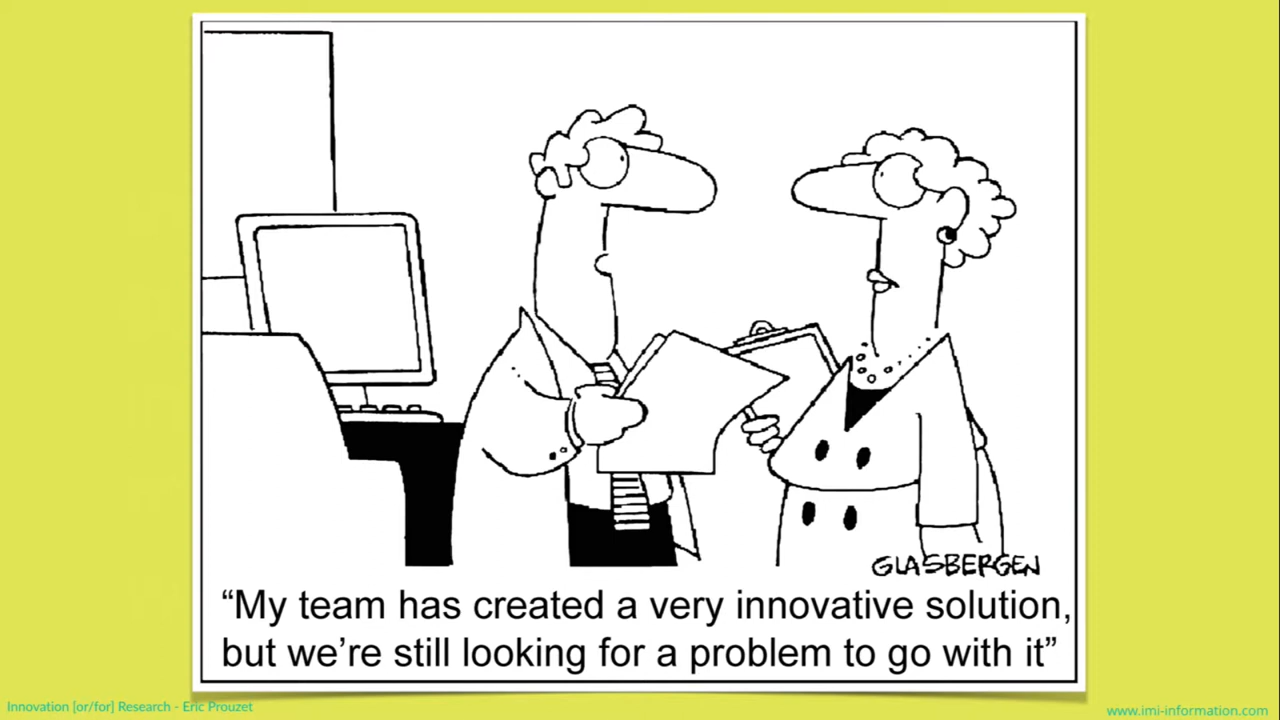 GLASBERGEN
“My team has created a very innovative solution,
but we’re still looking for a problem to go with it”
Innovation [or/for] Research - Eric Prouzet
www.imi-information.com